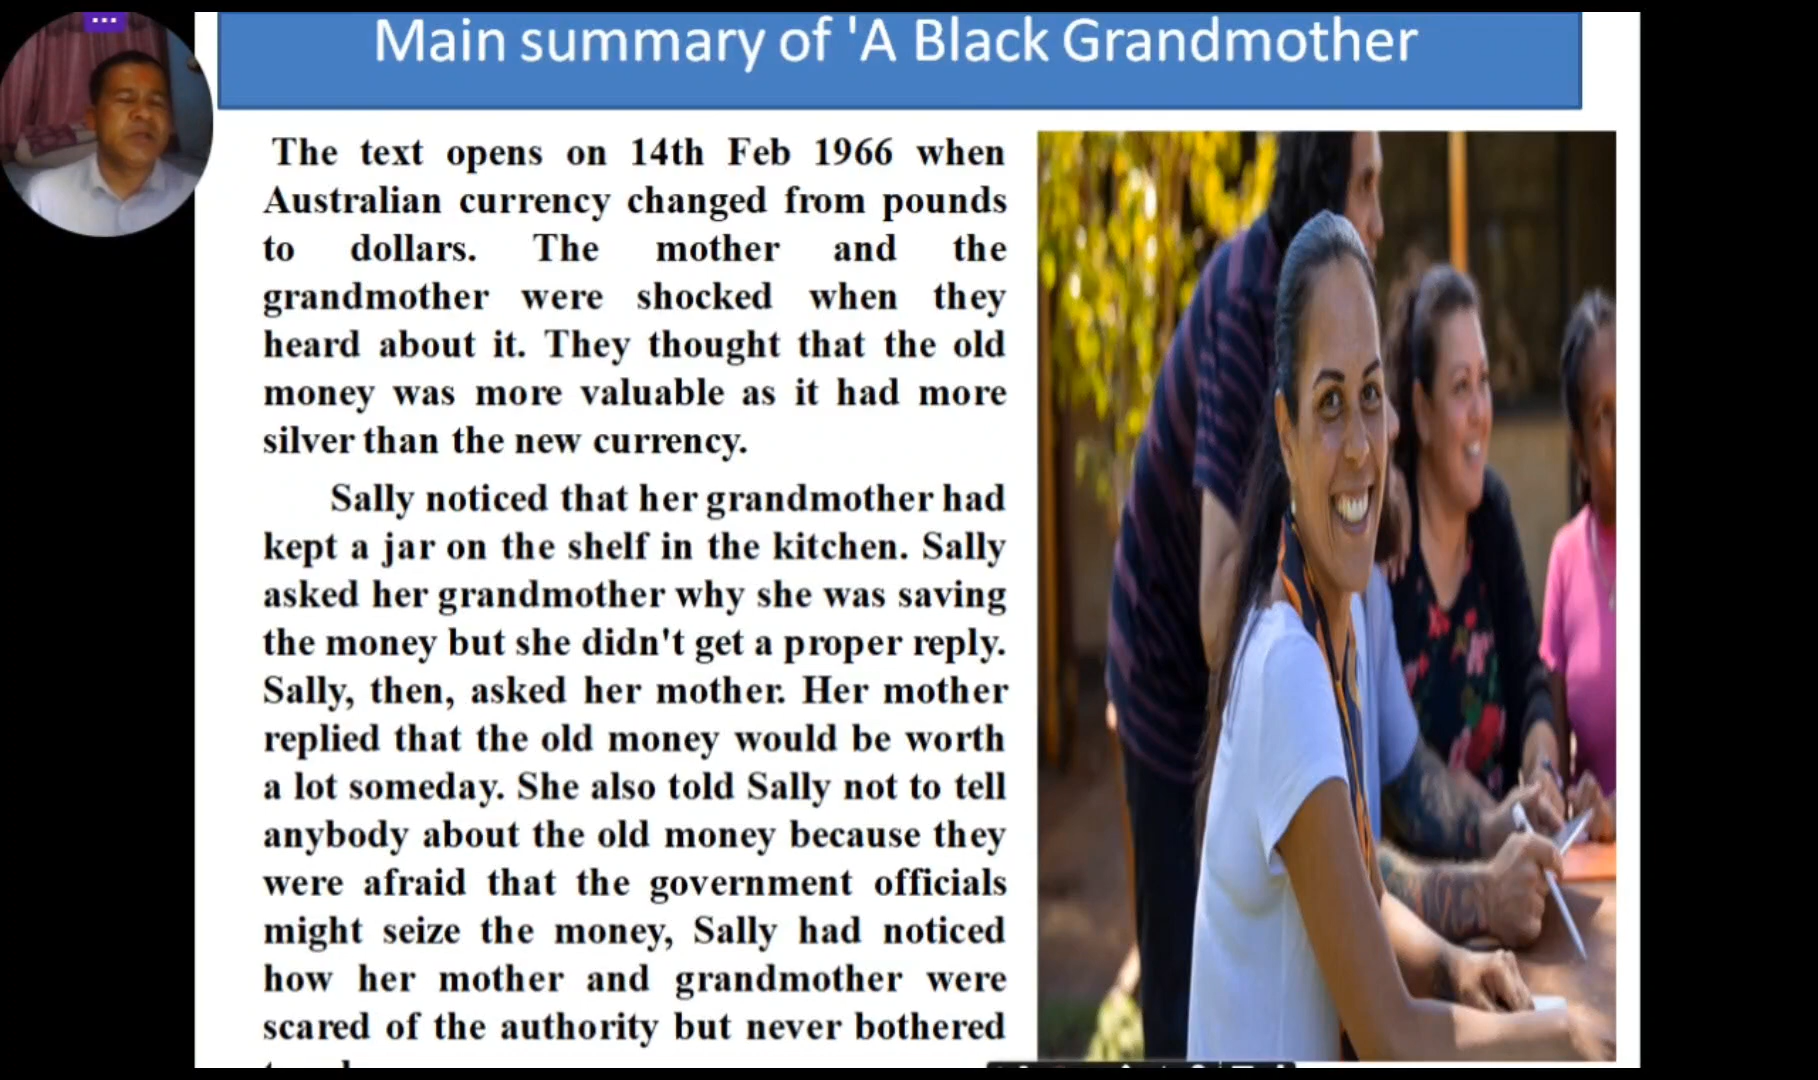 Main summary of 'A Black Grandmother
The text opens on 14th Feb 1966 when
Australian currency changed from pounds
to dollars. The mother and the
grandmother were shocked when they
heard about it. They thought that the old
money was more valuable as it had more
silver than the new currency.
Sally noticed that her grandmother had
kept a jar on the shelf in the kitchen. Sally
asked her grandmother why she was saving
the money but she didn't get a proper reply.
Sally, then, asked her mother. Her mother
replied that the old money would be worth
a lot someday. She also told Sally not to tell
anybody about the old money because they
were afraid that the government officials
might seize the money, Sally had noticed
how her mother and grandmother were
scared of the authority but never bothered